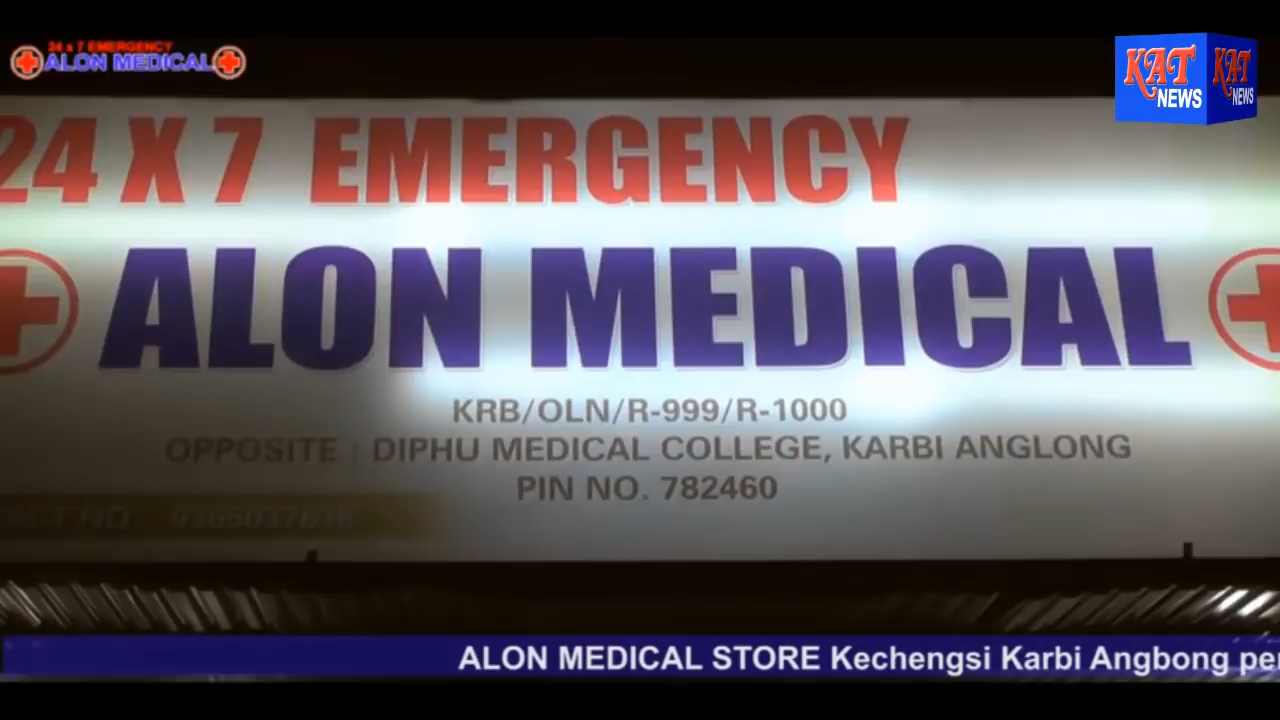 24 x 7 EMERGENCY
ALON MEDICAL
KAT
NEWS
KAT
NEWS
24 X 7 EMERGENCY
ALON MEDICAL
KRB/OLN/R-999/R-1000
OPPOSITE : DIPHU MEDICAL COLLEGE, KARBI ANGLONG
PIN NO. 782460
NO.
ALON MEDICAL STORE Kechengsi Karbi Angbong